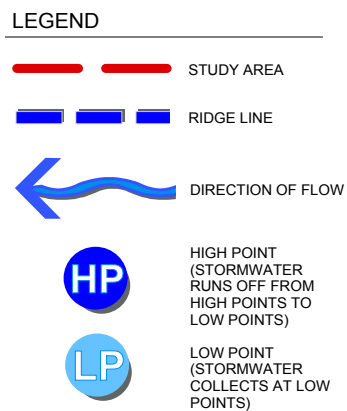 LEGEND
STUDY AREA
RIDGE LINE
DIRECTION OF FLOW
HP
HIGH POINT
(STORMWATER
RUNS OFF FROM
HIGH POINTS TO
LOW POINTS)
LP
LOW POINT
(STORMWATER
COLLECTS AT LOW
POINTS)